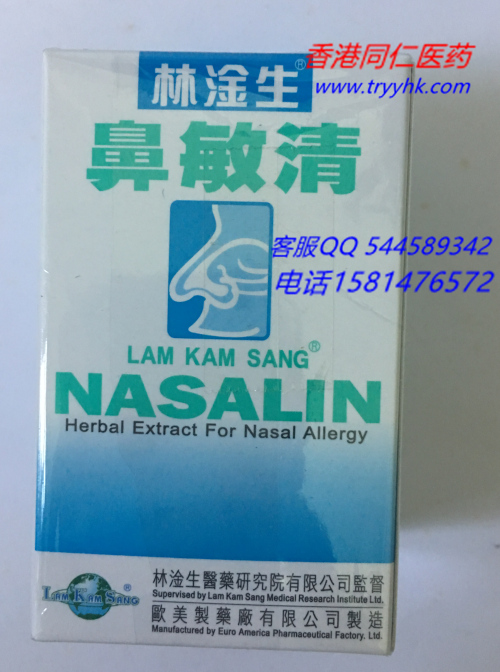 香港同仁医药
www.tryyhk.com
林淦生®
鼻敏清
客服QQ 544589342
电话1581476572
LAM KAM SANG®
NASALIN
Herbal Extract For Nasal Allergy
LAM KAM SANG®
林淦生醫藥研究院有限公司監督
Supervised by Lam Kam Sang Medical Research Institute Ltd.
歐美製藥廠有限公司製造
Manufactured by Euro America Pharmaceutical Factory. Ltd.